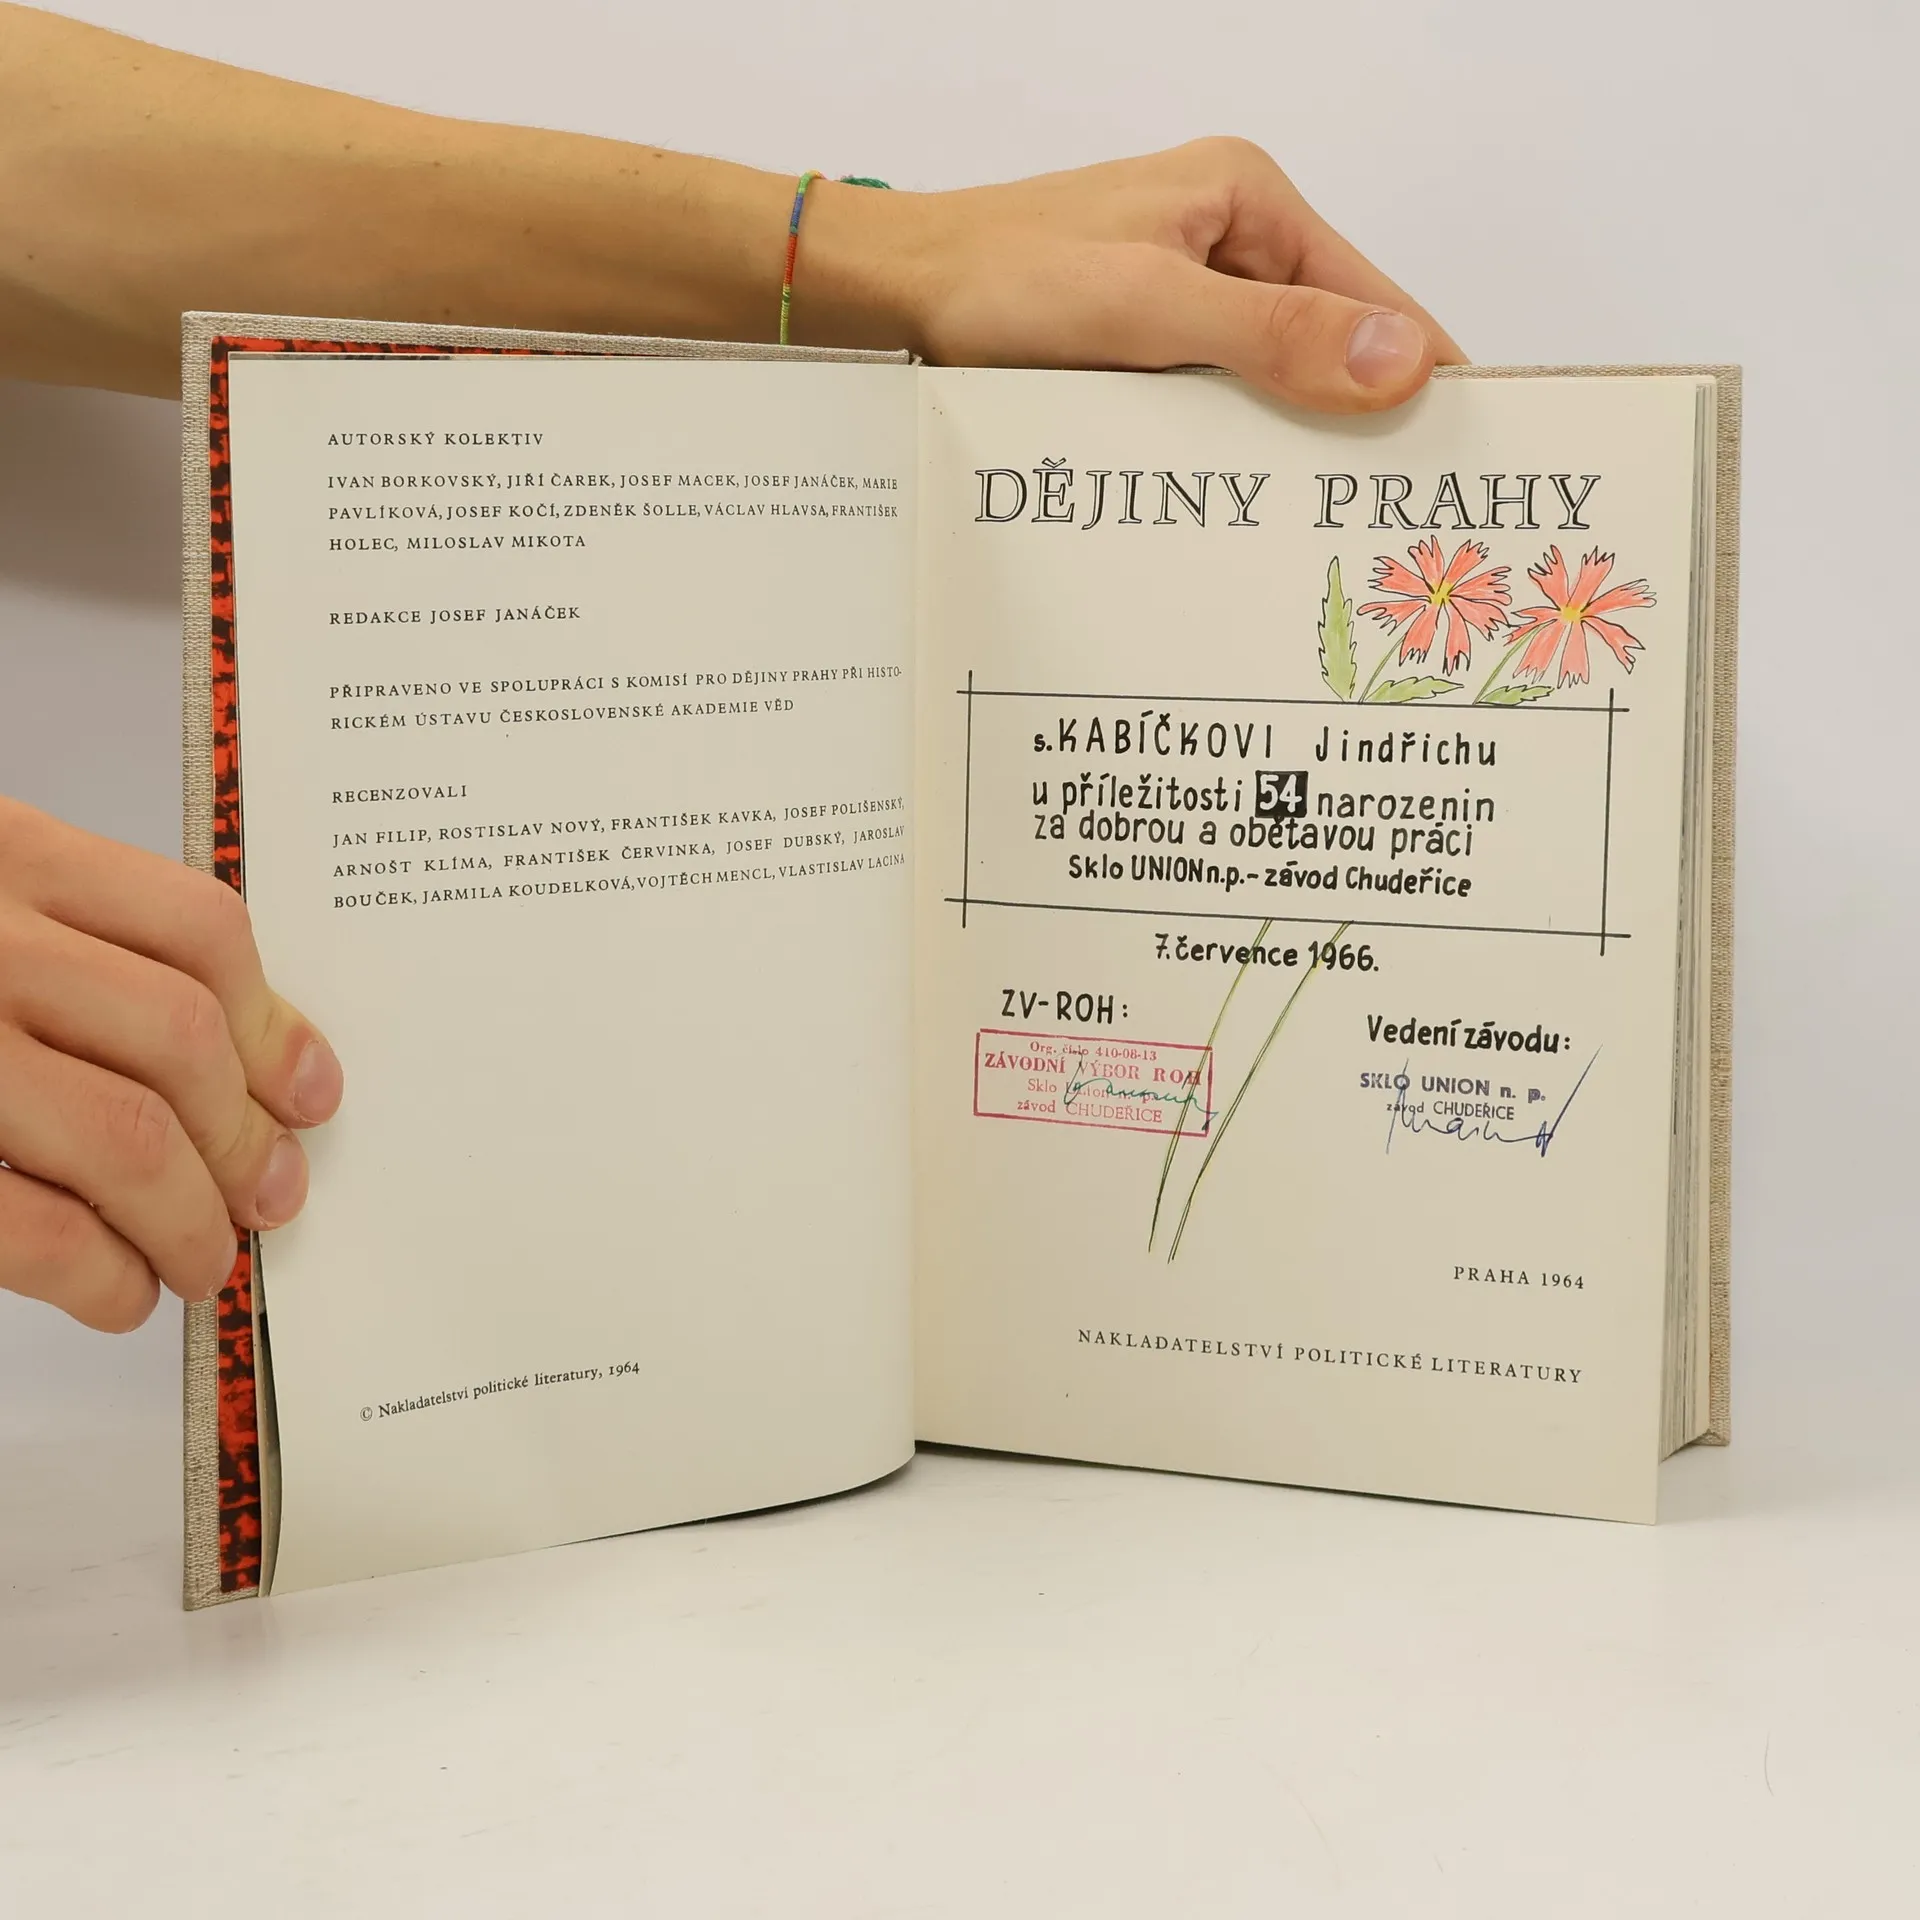 AUTORSKÝ KOLEKTIV
IVAN BORKOVSKÝ, JIŘÍ ČAREK, JOSEF MACEK, JOSEF JANÁČEK, MARIE
PAVLÍKOVÁ, JOSEF KOČÍ, ZDENĚK ŠOLLE, VÁCLAV HLAVSA, FRANTIŠEK
HOLEC, MILOSLAV MIKOTA
REDAKCE JOSEF JANÁČEK
PŘIPRAVENO VE SPOLUPRÁCI S KOMISÍ PRO DĚJINY PRAHY PŘI HISTO-
RICKÉM ÚSTAVU ČESKOSLOVENSKÉ AKADEMIE VĚD
RECENZOVALI
JAN FILIP, ROSTISLAV NOVÝ, FRANTIŠEK KAVKA, JOSEF POLIŠENSKÝ,
ARNOŠT KLÍMA, FRANTIŠEK ČERVINKA, JOSEF DUBSKÝ, JAROSLAV
BOUČEK, JARMILA KOUDELKOVÁ, VOJTĚCH MENCL, VLASTISLAV LACINA
© Nakladatelství politické literatury, 1964
DĚJINY PRAHY
s. KABÍČKOVI Jindřichu
u příležitosti 54 narozenin
za dobrou a obětavou práci
Sklo UNION n.p. - závod Chudeřice
7. července 1966.
ZV-ROH:
Org. číslo 410-08-13
ZÁVODNÍ VÝBOR ROH
Sklo Union n. p.
závod CHUDEŘICE
Vedení závodu:
SKLO UNION n. p.
závod CHUDEŘICE
PRAHA 1964
NAKLADATELSTVÍ POLITICKÉ LITERATURY